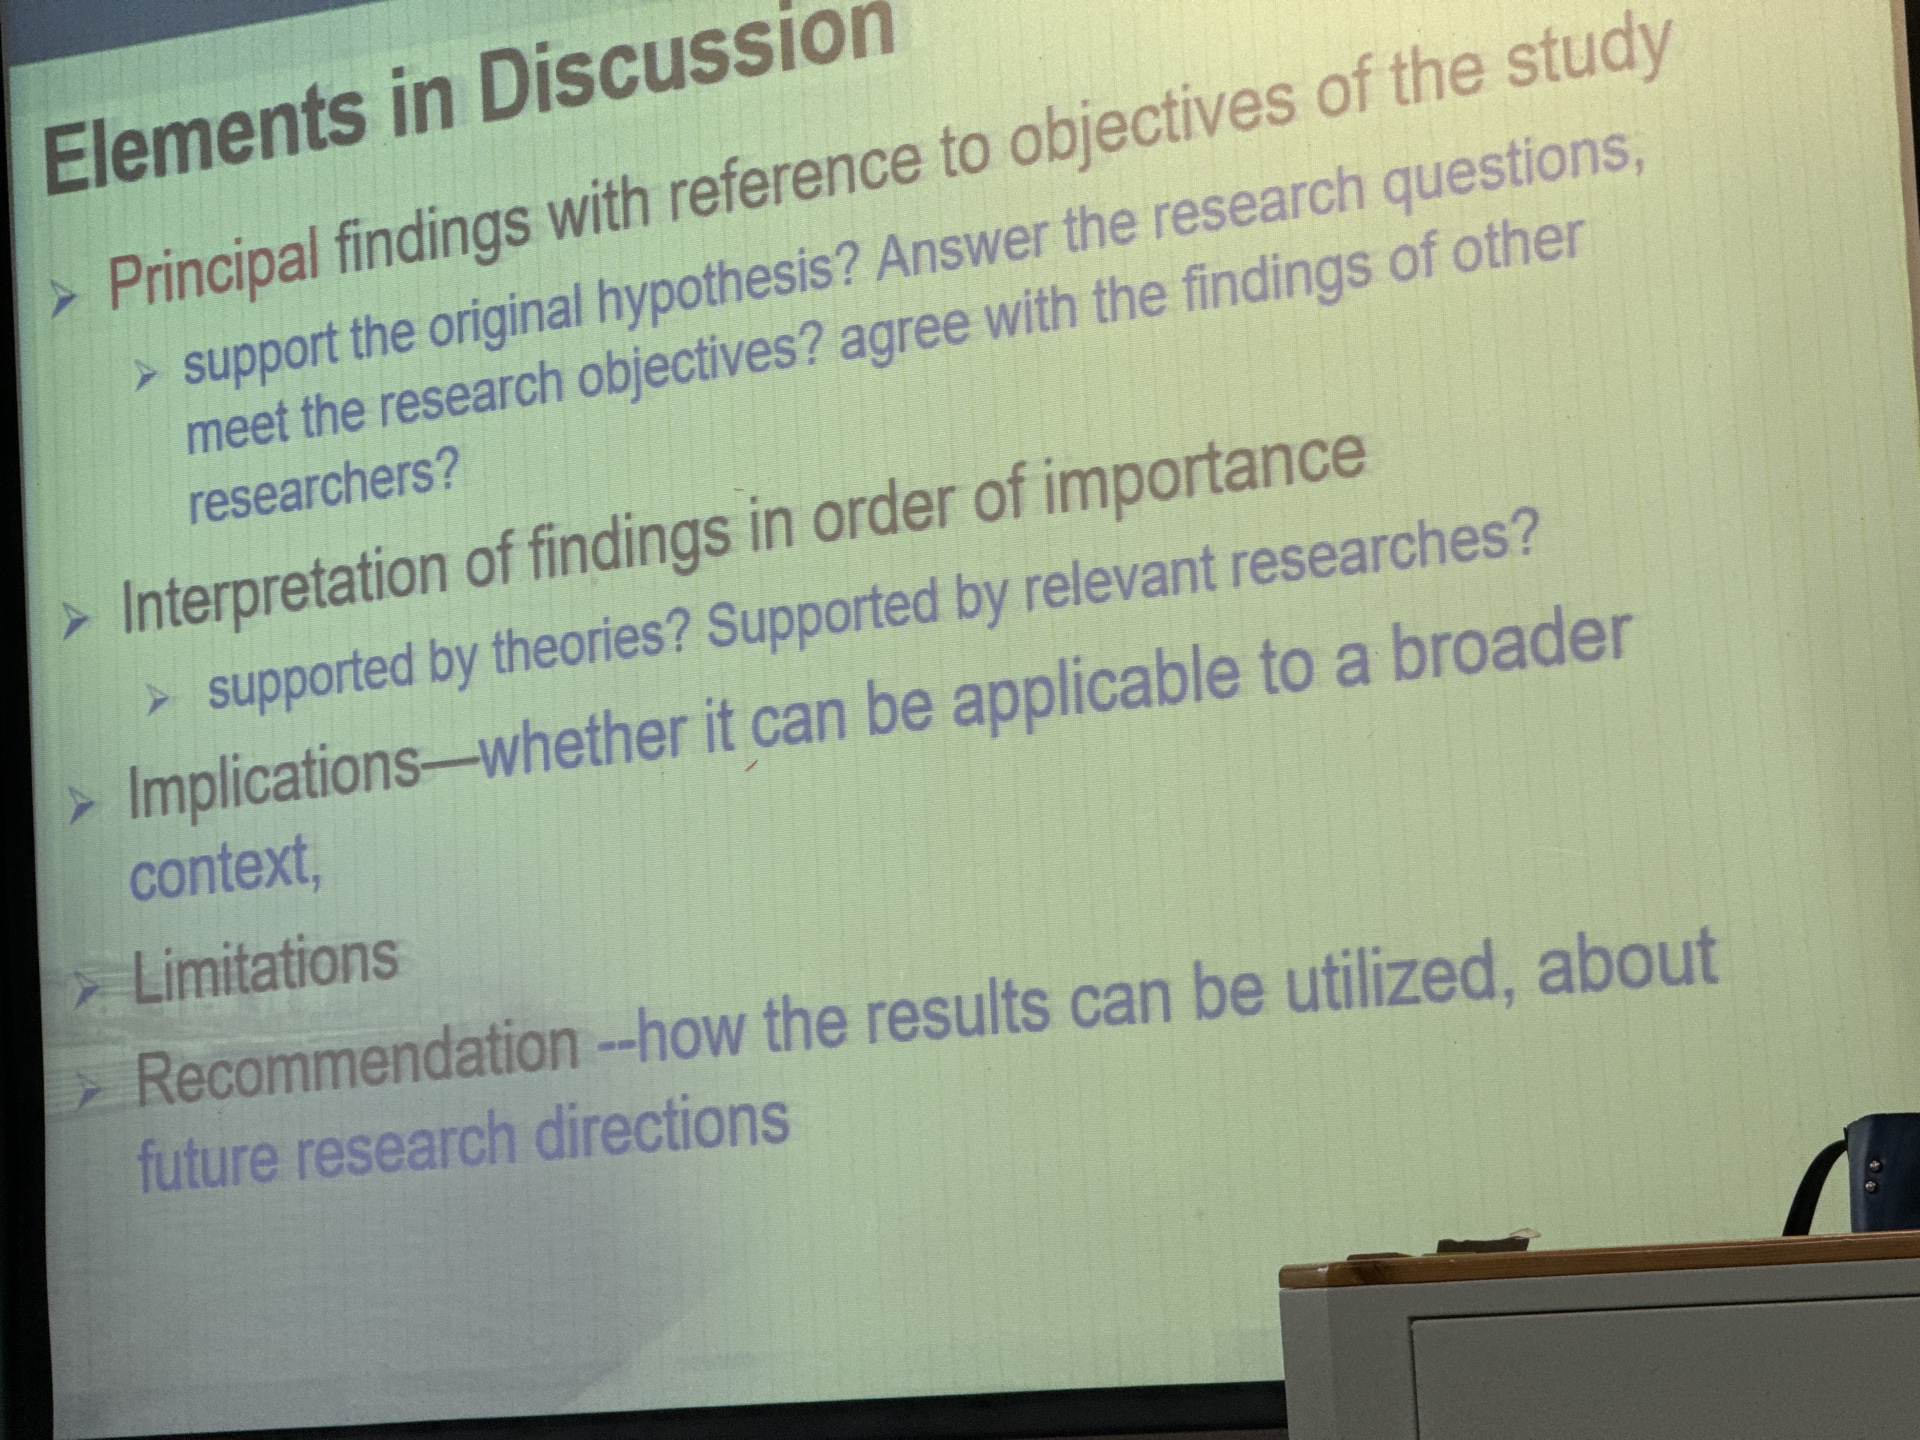 Elements in Discussion
Principal findings with reference to objectives of the study
support the original hypothesis? Answer the research questions,
meet the research objectives? agree with the findings of other
researchers?
Interpretation of findings in order of importance
supported by theories? Supported by relevant researches?
Implications—whether it can be applicable to a broader
context,
Limitations
Recommendation --how the results can be utilized, about
future research directions